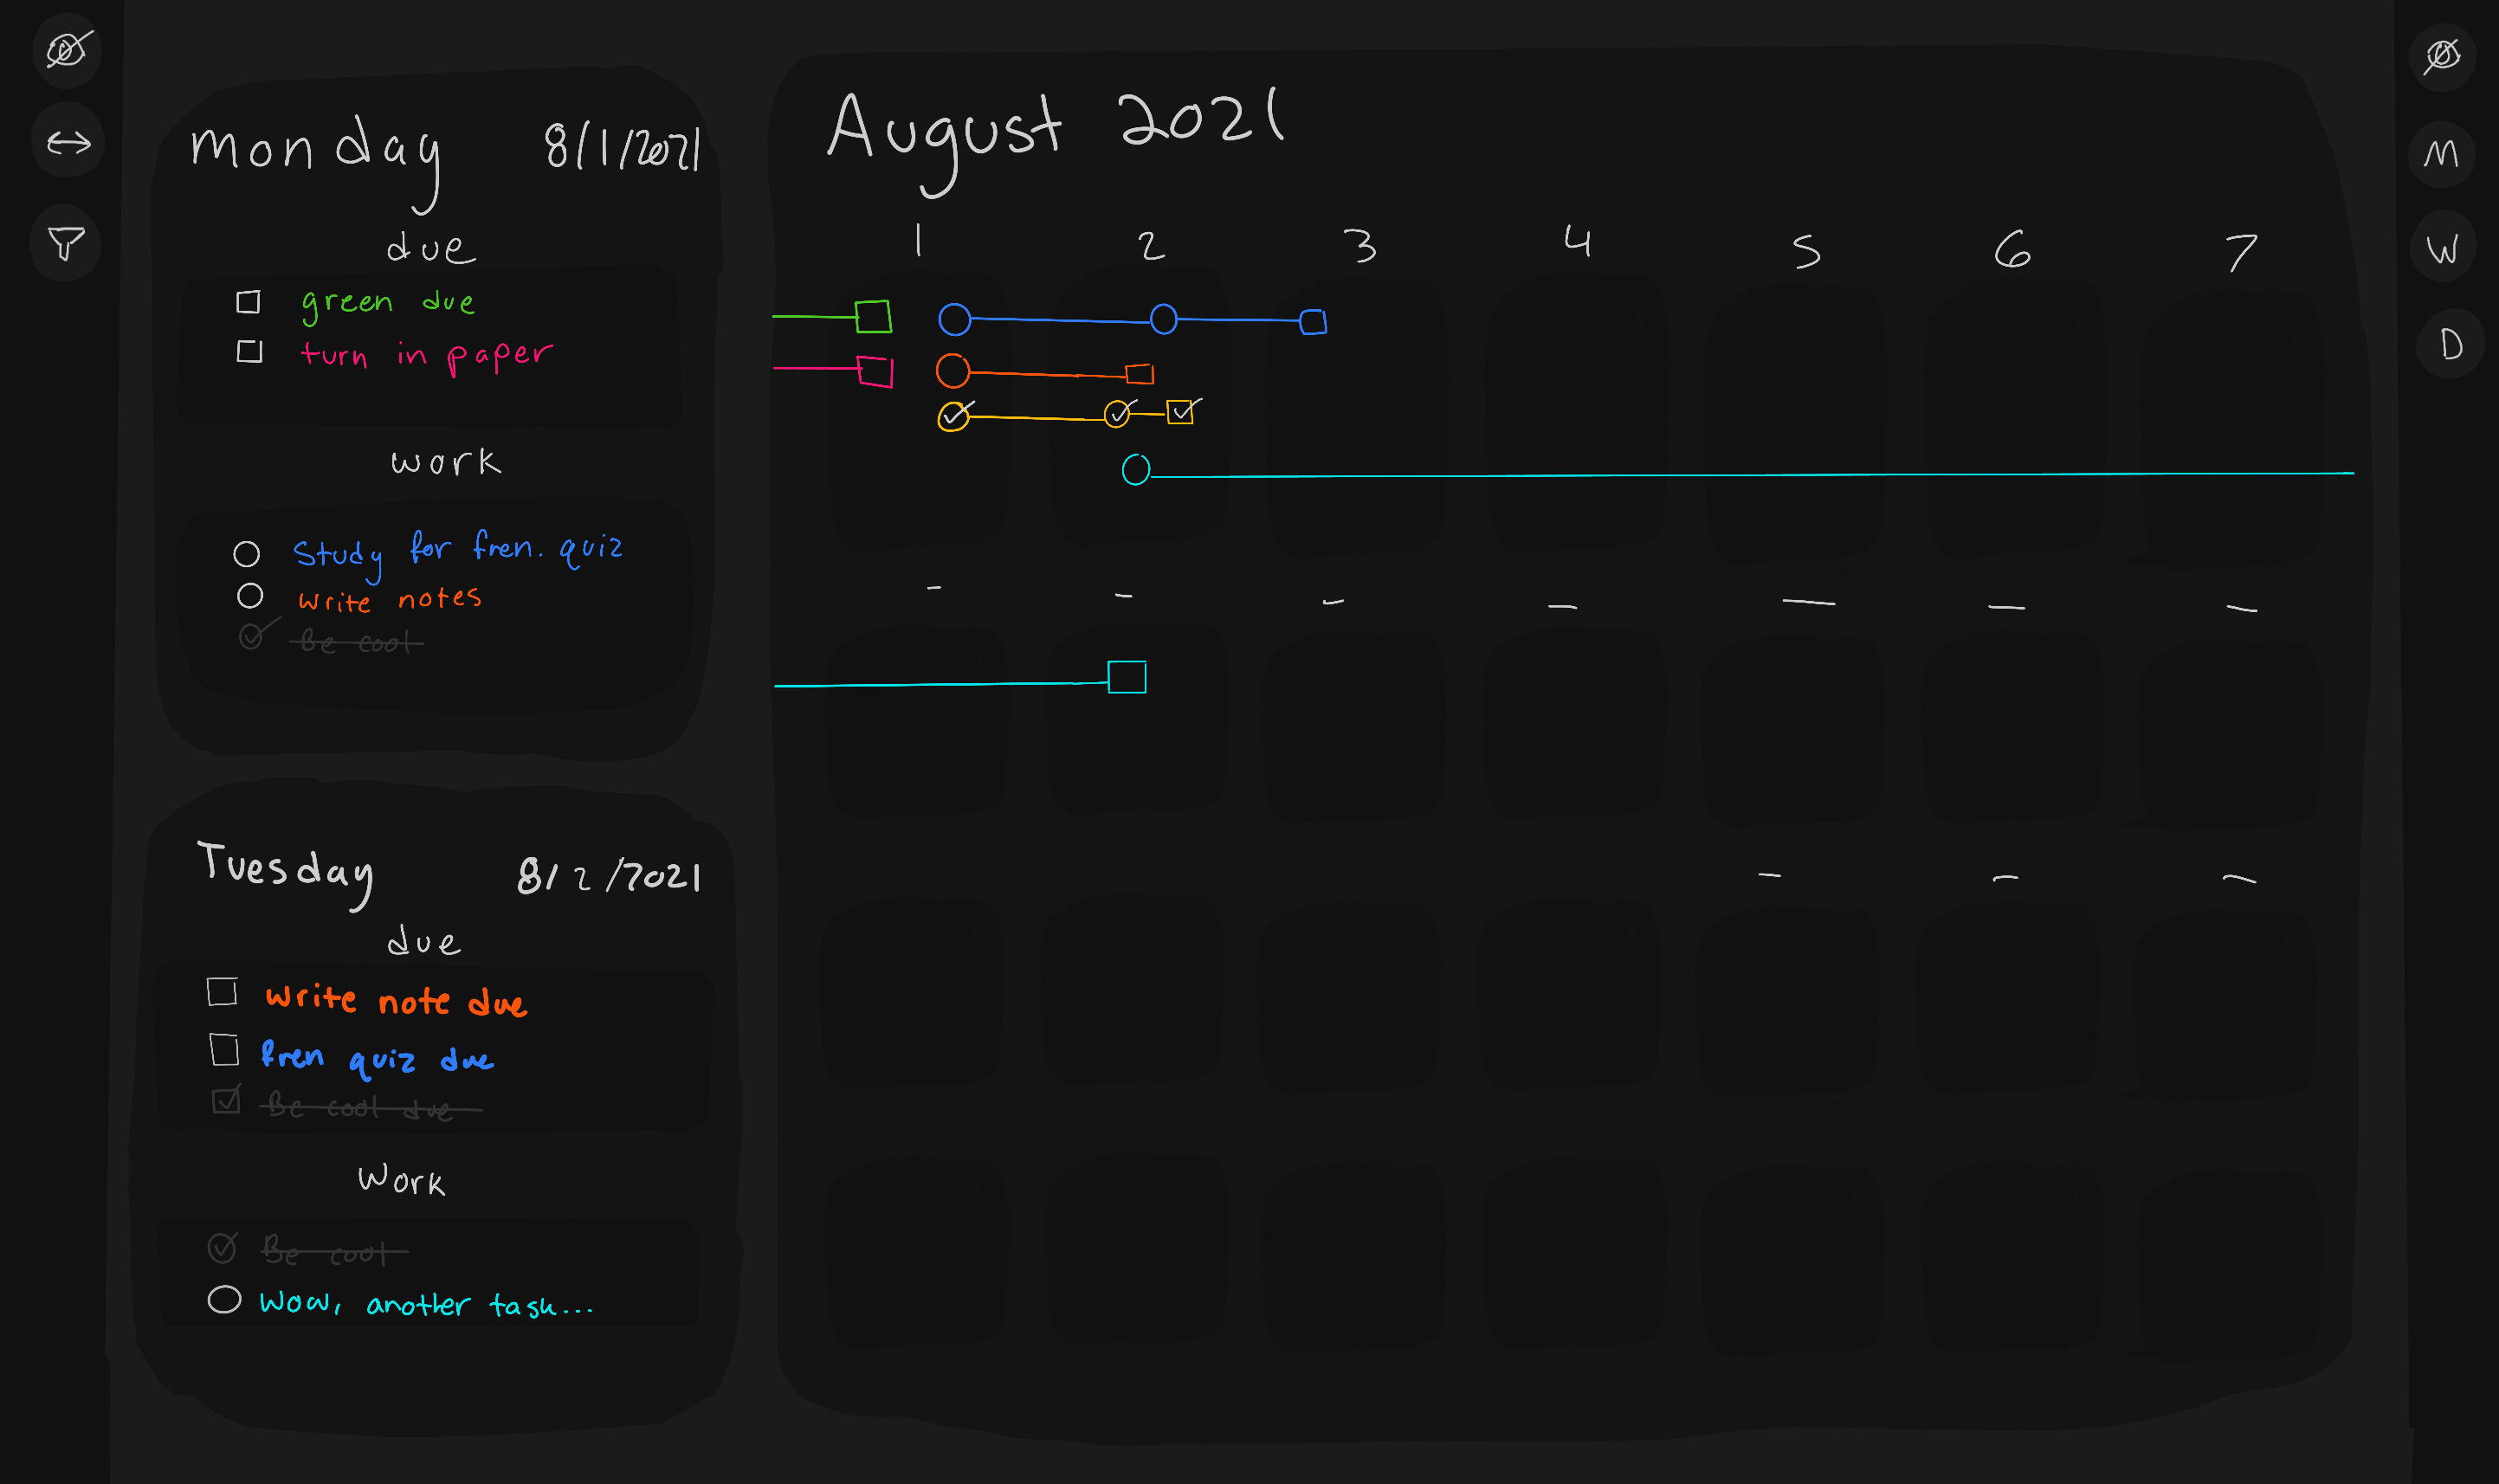 monday 8/1/2021
due
green due
turn in paper
work
Study for fren. quiz
write notes
Be cool
Tuesday 8/2/2021
due
write note due
fren quiz due
Be cool due
Work
Be cool
Wow, another task...
August 2021
1 2 3 4 5 6 7
- - - - - - -
- - -
M
W
D